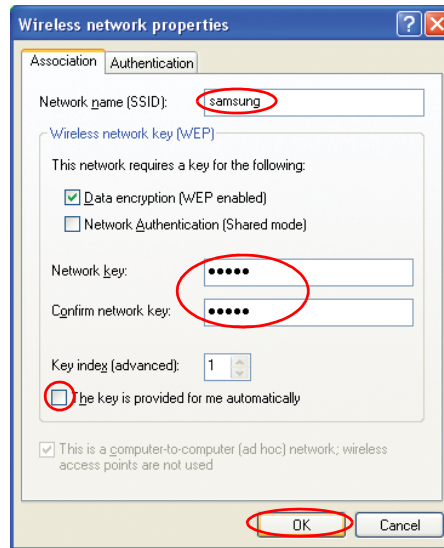 Wireless network properties
Association Authentication
Network name (SSID): samsung
Wireless network key (WEP)
This network requires a key for the following:
Data encryption (WEP enabled)
Network Authentication (Shared mode)
Network key: •••••
Confirm network key: •••••
Key index (advanced): 1
The key is provided for me automatically
This is a computer-to-computer (ad hoc) network; wireless
access points are not used
OK Cancel